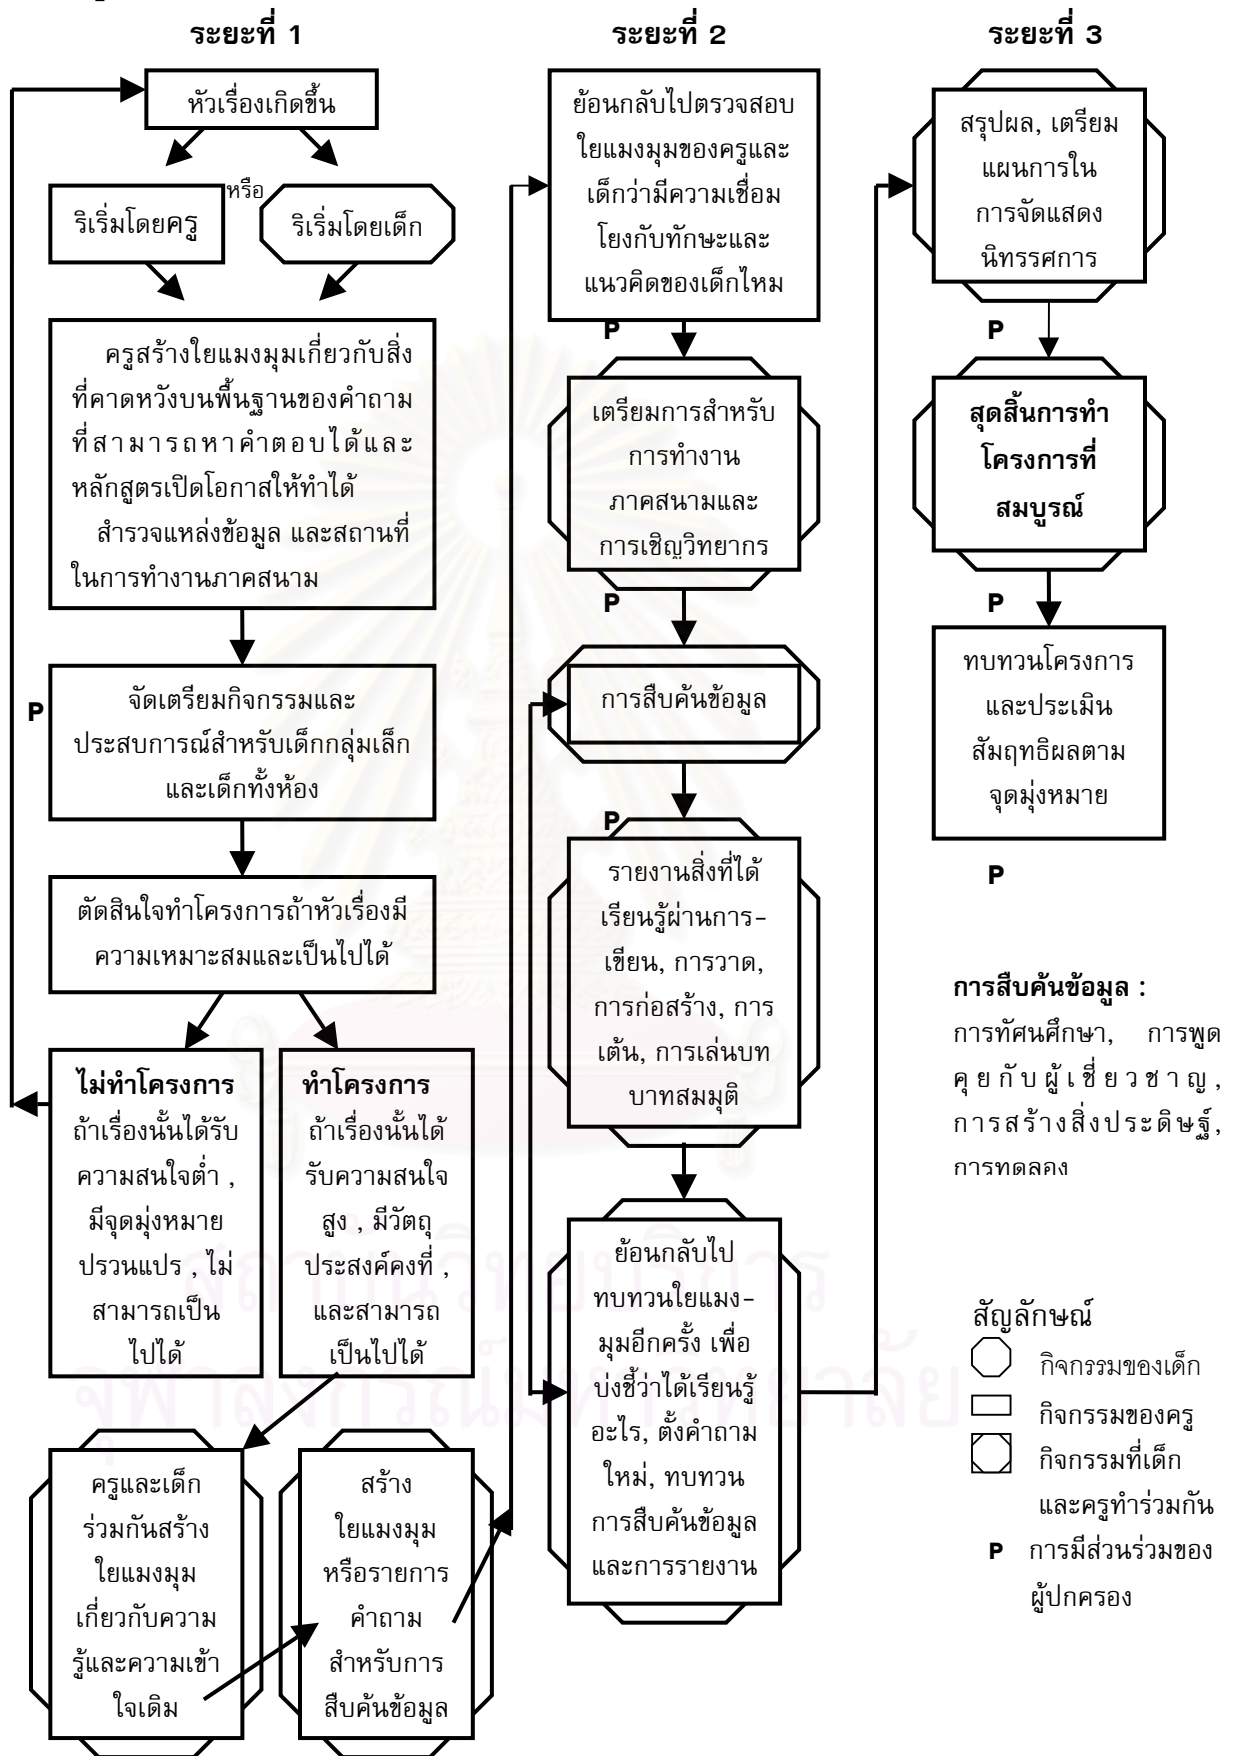 ระยะที่ 1
หัวเรื่องเกิดขึ้น
ริเริ่มโดยครู
หรือ
ริเริ่มโดยเด็ก
ครูสร้างใยแมงมุมเกี่ยวกับสิ่ง
ที่คาดหวังบนพื้นฐานของคำถาม
ที่สามารถหาคำตอบได้และ
หลักสูตรเปิดโอกาสให้ทำได้
สำรวจแหล่งข้อมูล และสถานที่
ในการทำงานภาคสนาม
P
จัดเตรียมกิจกรรมและ
ประสบการณ์สำหรับเด็กกลุ่มเล็ก
และเด็กทั้งห้อง
ตัดสินใจทำโครงการถ้าหัวเรื่องมี
ความเหมาะสมและเป็นไปได้
ไม่ทำโครงการ
ถ้าเรื่องนั้นได้รับ
ความสนใจต่ำ ,
มีจุดมุ่งหมาย
ปรวนแปร , ไม่
สามารถเป็น
ไปได้
ทำโครงการ
ถ้าเรื่องนั้นได้
รับความสนใจ
สูง , มีวัตถุ
ประสงค์คงที่ ,
และสามารถ
เป็นไปได้
ครูและเด็ก
ร่วมกันสร้าง
ใยแมงมุม
เกี่ยวกับความ
รู้และความเข้า
ใจเดิม
สร้าง
ใยแมงมุม
หรือรายการ
คำถาม
สำหรับการ
สืบค้นข้อมูล
ระยะที่ 2
ย้อนกลับไปตรวจสอบ
ใยแมงมุมของครูและ
เด็กว่ามีความเชื่อม
โยงกับทักษะและ
แนวคิดของเด็กไหม
P
เตรียมการสำหรับ
การทำงาน
ภาคสนามและ
การเชิญวิทยากร
P
การสืบค้นข้อมูล
P
รายงานสิ่งที่ได้
เรียนรู้ผ่านการ-
เขียน, การวาด,
การก่อสร้าง, การ
เต้น, การเล่นบท
บาทสมมุติ
ย้อนกลับไป
ทบทวนใยแมง-
มุมอีกครั้ง เพื่อ
บ่งชี้ว่าได้เรียนรู้
อะไร, ตั้งคำถาม
ใหม่, ทบทวน
การสืบค้นข้อมูล
และการรายงาน
ระยะที่ 3
สรุปผล, เตรียม
แผนการใน
การจัดแสดง
นิทรรศการ
P
สุดสิ้นการทำ
โครงการที่
สมบูรณ์
P
ทบทวนโครงการ
และประเมิน
สัมฤทธิผลตาม
จุดมุ่งหมาย
P
การสืบค้นข้อมูล :
การทัศนศึกษา, การพูด
คุยกับผู้เชี่ยวชาญ,
การสร้างสิ่งประดิษฐ์,
การทดลอง
สัญลักษณ์
กิจกรรมของเด็ก
กิจกรรมของครู
กิจกรรมที่เด็ก
และครูทำร่วมกัน
P การมีส่วนร่วมของ
ผู้ปกครอง
สถาบันวิทยบริการ
จุฬาลงกรณ์มหาวิทยาลัย